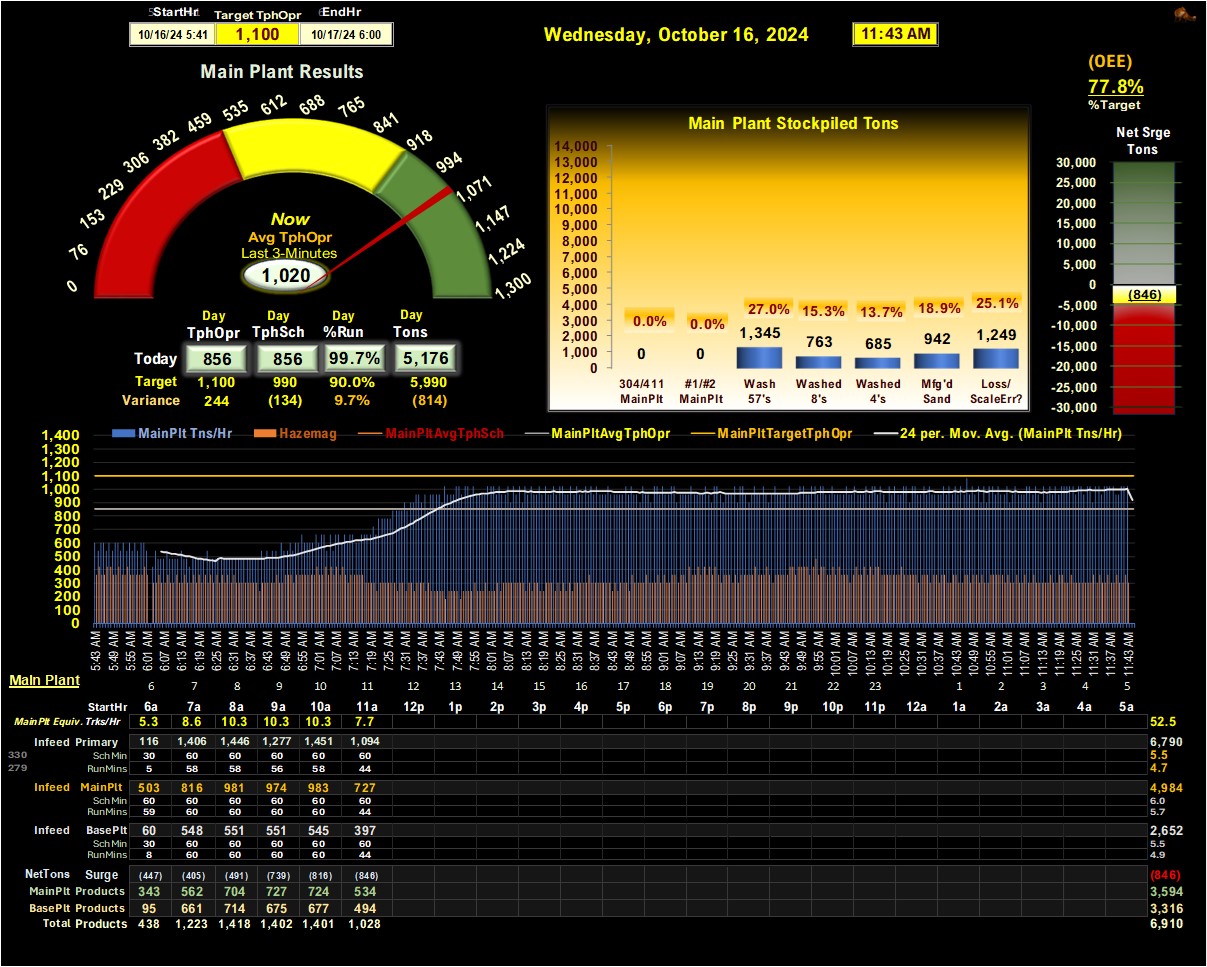 StartHr Target TphOpr EndHr
10/16/24 5:41 1,100 10/17/24 6:00
Wednesday, October 16, 2024 11:43 AM
Main Plant Results
0
76
153
229
306
382
459
535
612
688
765
841
918
994
1,071
1,147
1,224
1,300
Now
Avg TphOpr
Last 3-Minutes
1,020
Day Day Day Day
TphOpr TphSch %Run Tons
Today 856 856 99.7% 5,176
Target 1,100 990 90.0% 5,990
Variance 244 (134) 9.7% (814)
Main Plant Stockpiled Tons
14,000
13,000
12,000
11,000
10,000
9,000
8,000
7,000
6,000
5,000
4,000
3,000
2,000
1,000
0
0.0% 0.0% 27.0% 15.3% 13.7% 18.9% 25.1%
0 0 1,345 763 685 942 1,249
304/411 #1/#2 Wash Washed Washed Mfg'd Loss/
MainPlt MainPlt 57's 8's 4's Sand ScaleErr?
(OEE)
77.8%
%Target
Net Srge
Tons
30,000
25,000
20,000
15,000
10,000
5,000
0
(846)
-5,000
-10,000
-15,000
-20,000
-25,000
-30,000
MainPlt Tns/Hr Hazemag MainPltAvgTphSch MainPltAvgTphOpr MainPltTargetTphOpr 24 per. Mov. Avg. (MainPlt Tns/Hr)
1,400
1,300
1,200
1,100
1,000
900
800
700
600
500
400
300
200
100
0
5:43 AM 5:49 AM 5:55 AM 6:01 AM 6:07 AM 6:13 AM 6:19 AM 6:25 AM 6:31 AM 6:37 AM 6:43 AM 6:49 AM 6:55 AM 7:01 AM 7:07 AM 7:13 AM 7:19 AM 7:25 AM 7:31 AM 7:37 AM 7:43 AM 7:49 AM 7:55 AM 8:01 AM 8:07 AM 8:13 AM 8:19 AM 8:25 AM 8:31 AM 8:37 AM 8:43 AM 8:49 AM 8:55 AM 9:01 AM 9:07 AM 9:13 AM 9:19 AM 9:25 AM 9:31 AM 9:37 AM 9:43 AM 9:49 AM 9:55 AM 10:01 AM 10:07 AM 10:13 AM 10:19 AM 10:25 AM 10:31 AM 10:37 AM 10:43 AM 10:49 AM 10:55 AM 11:01 AM 11:07 AM 11:13 AM 11:19 AM 11:25 AM 11:31 AM 11:37 AM 11:43 AM
Main Plant 6 7 8 9 10 11 12 13 14 15 16 17 18 19 20 21 22 23 1 2 3 4 5
StartHr 6a 7a 8a 9a 10a 11a 12p 1p 2p 3p 4p 5p 6p 7p 8p 9p 10p 11p 12a 1a 2a 3a 4a 5a
MainPlt Equiv. Trks/Hr 5.3 8.6 10.3 10.3 10.3 7.7 52.5
Infeed Primary 116 1,406 1,446 1,277 1,451 1,094 6,790
330 Sch Min 30 60 60 60 60 60 5.5
279 RunMins 5 58 58 56 58 44 4.7
Infeed MainPlt 503 816 981 974 983 727 4,984
Sch Min 60 60 60 60 60 60 6.0
RunMins 59 60 60 60 60 44 5.7
Infeed BasePlt 60 548 551 551 545 397 2,652
Sch Min 30 60 60 60 60 60 5.5
RunMins 8 60 60 60 60 44 4.9
NetTons Surge (447) (405) (491) (739) (816) (846) (846)
MainPlt Products 343 562 704 727 724 534 3,594
BasePlt Products 95 661 714 675 677 494 3,316
Total Products 438 1,223 1,418 1,402 1,401 1,028 6,910